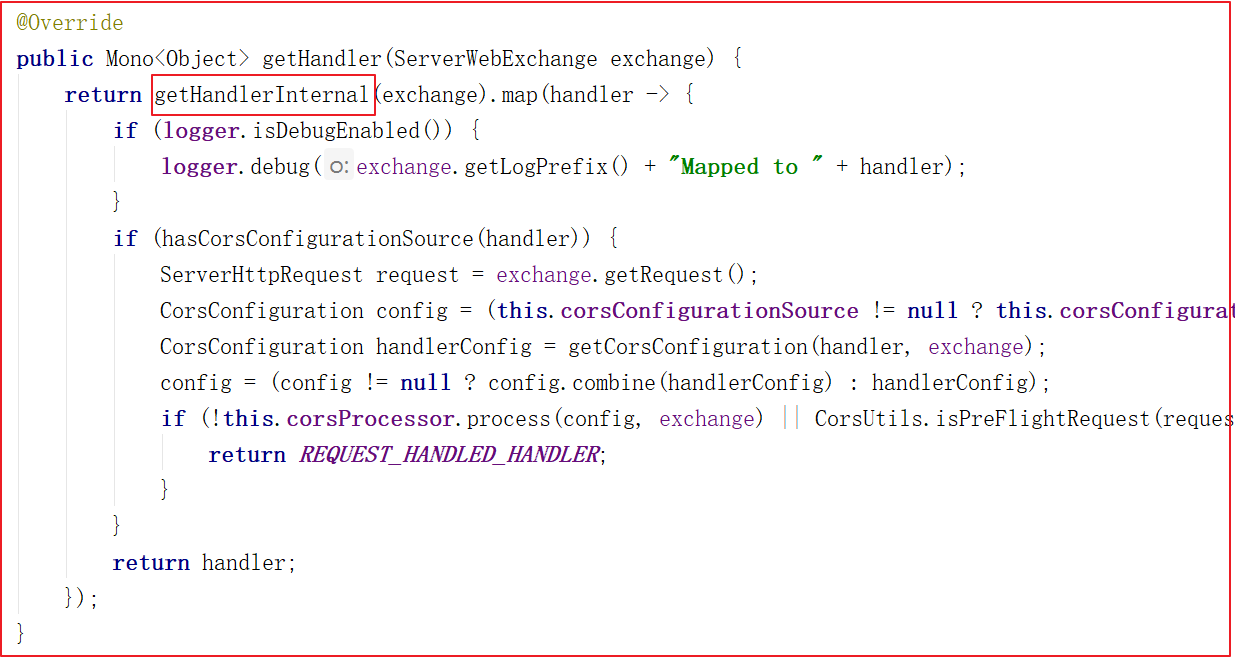 @Override
public Mono<Object> getHandler(ServerWebExchange exchange) {
    return getHandlerInternal(exchange).map(handler -> {
        if (logger.isDebugEnabled()) {
            logger.debug( o: exchange.getLogPrefix() + "Mapped to " + handler);
        }
        if (hasCorsConfigurationSource(handler)) {
            ServerHttpRequest request = exchange.getRequest();
            CorsConfiguration config = (this.corsConfigurationSource != null ? this.corsConfigurat
            CorsConfiguration handlerConfig = getCorsConfiguration(handler, exchange);
            config = (config != null ? config.combine(handlerConfig) : handlerConfig);
            if (!this.corsProcessor.process(config, exchange) || CorsUtils.isPreFlightRequest(reques
                return REQUEST_HANDLED_HANDLER;
            }
        }
        return handler;
    });
}